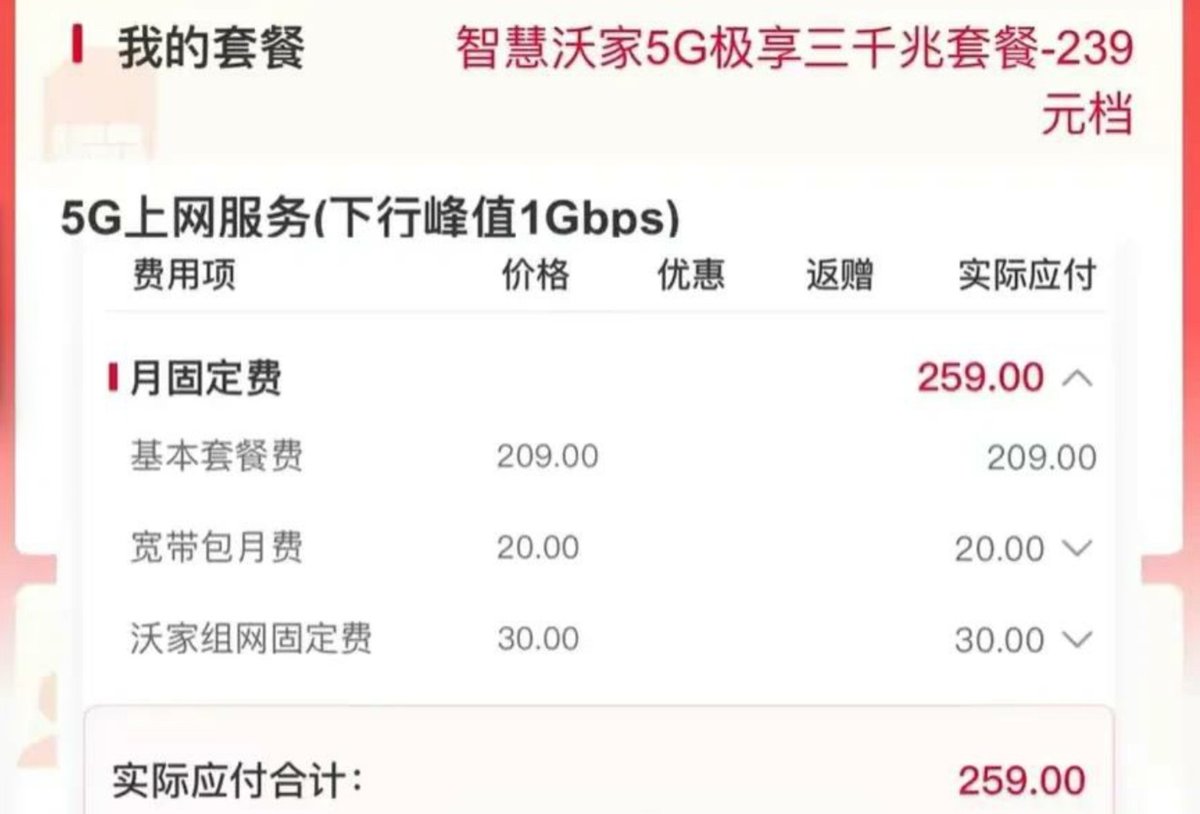 我的套餐 智慧沃家5G极享三千兆套餐-239
元档
5G上网服务(下行峰值1Gbps)
费用项 价格 优惠 返赠 实际应付
月固定费 259.00
基本套餐费 209.00 209.00
宽带包月费 20.00 20.00
沃家组网固定费 30.00 30.00
实际应付合计: 259.00